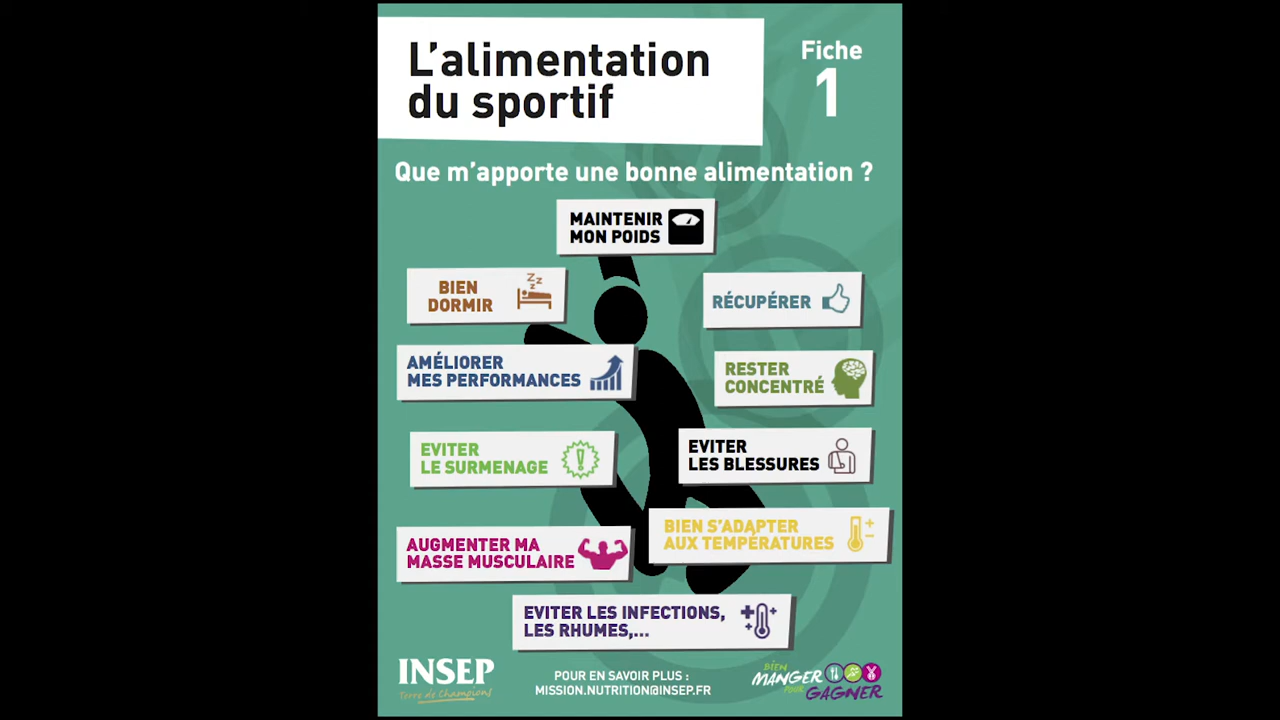 L'alimentation
du sportif
Fiche
1
Que m'apporte une bonne alimentation ?
MAINTENIR
MON POIDS
BIEN
DORMIR
RÉCUPÉRER
AMÉLIORER
MES PERFORMANCES
RESTER
CONCENTRÉ
EVITER
LE SURMENAGE
EVITER
LES BLESSURES
BIEN S'ADAPTER
AUX TEMPÉRATURES
AUGMENTER MA
MASSE MUSCULAIRE
EVITER LES INFECTIONS,
LES RHUMES,...
INSEP
Terre de Champions
POUR EN SAVOIR PLUS :
MISSION.NUTRITION@INSEP.FR
BIEN
MANGER
POUR
GAGNER